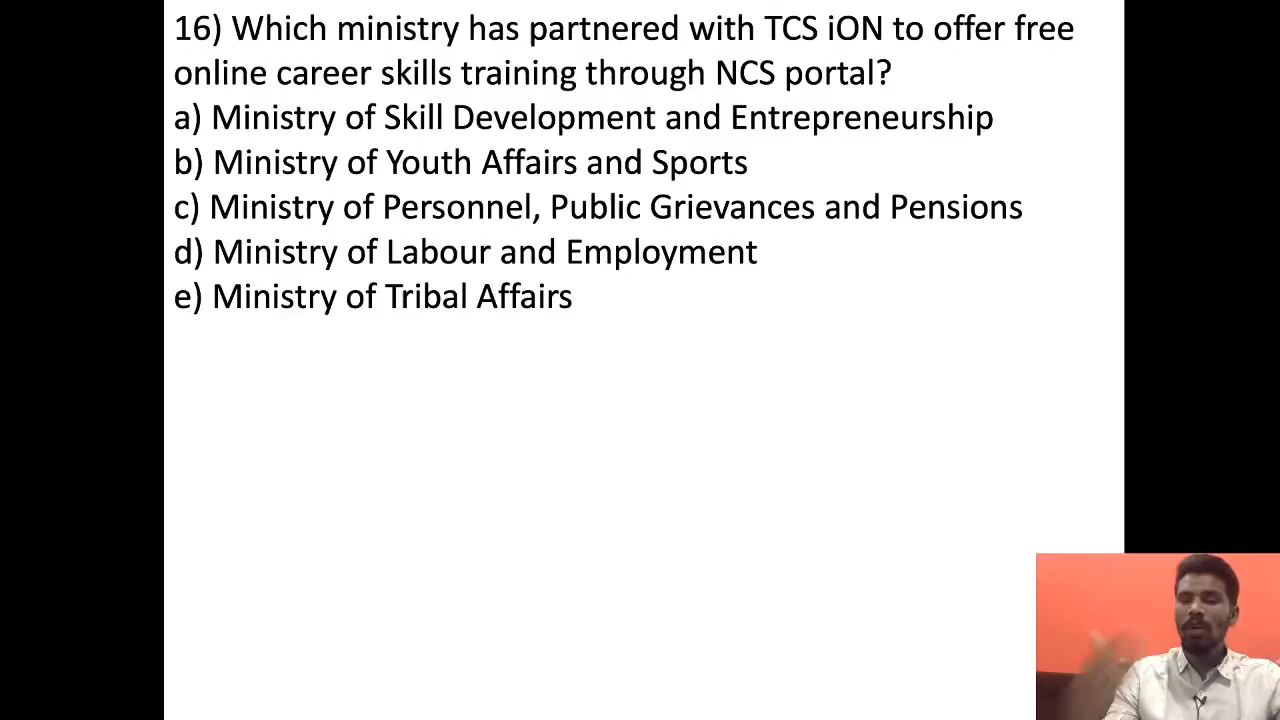 16) Which ministry has partnered with TCS iON to offer free
online career skills training through NCS portal?
a) Ministry of Skill Development and Entrepreneurship
b) Ministry of Youth Affairs and Sports
c) Ministry of Personnel, Public Grievances and Pensions
d) Ministry of Labour and Employment
e) Ministry of Tribal Affairs